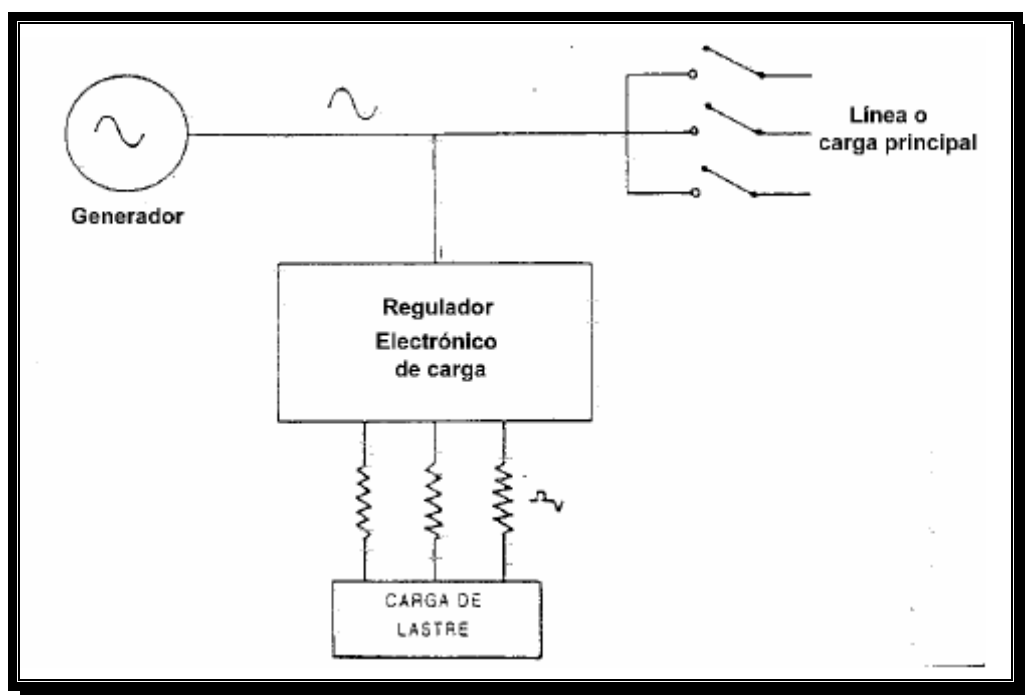 Línea o
carga principal
Generador
Regulador
Electrónico
de carga
CARGA DE
LASTRE